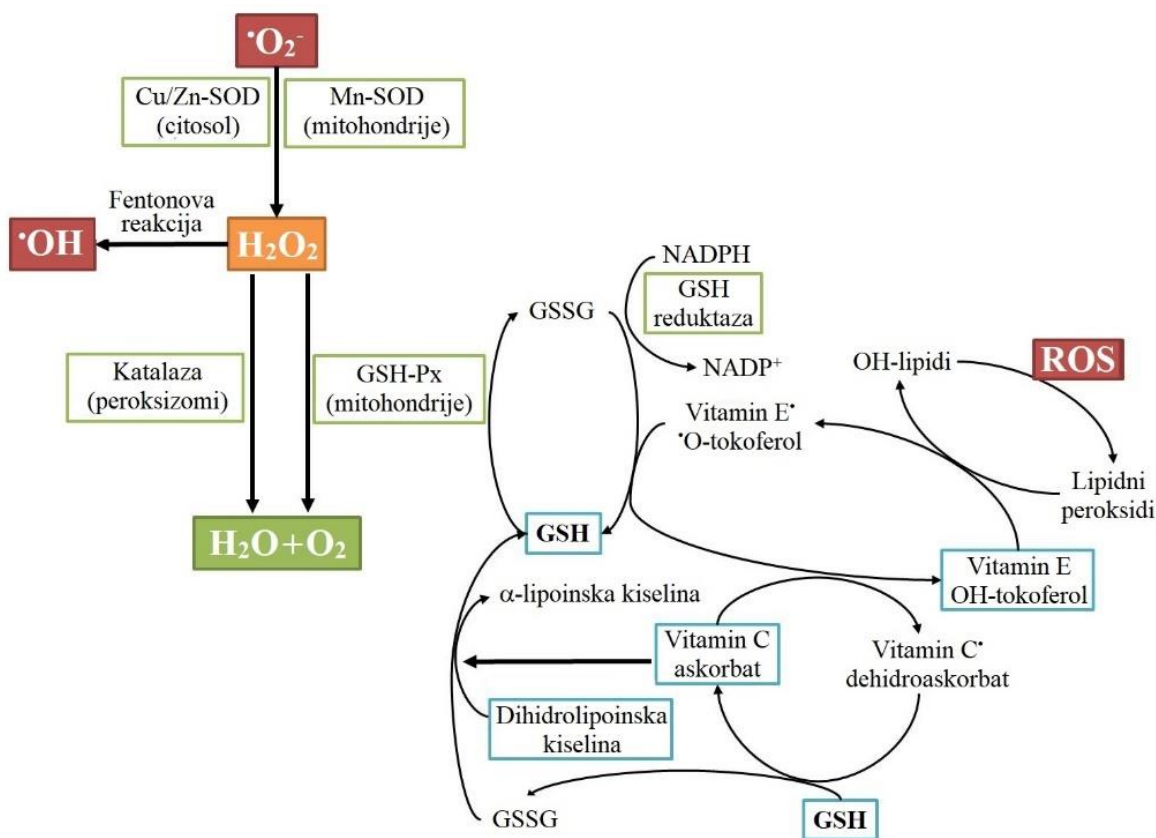 •O₂⁻
Cu/Zn-SOD
(citosol)
Mn-SOD
(mitohondrije)
Fentonova
reakcija
•OH
H₂O₂
Katalaza
(peroksizomi)
GSH-Px
(mitohondrije)
H₂O+O₂
NADPH
GSH
reduktaza
NADP⁺
GSSG
Vitamin E•
•O-tokoferol
OH-lipidi
ROS
Lipidni
peroksidi
GSH
Vitamin E
OH-tokoferol
α-lipoinska kiselina
Vitamin C
askorbat
Vitamin C•
dehidroaskorbat
Dihidrolipoinska
kiselina
GSSG
GSH